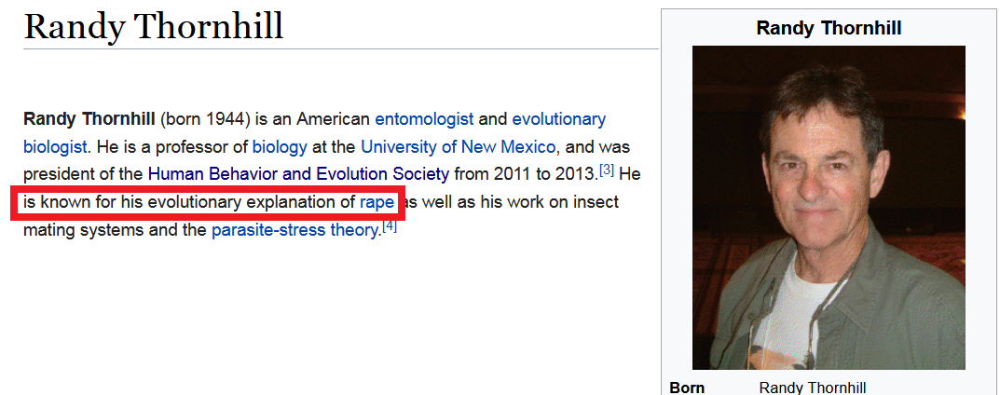 Randy Thornhill
Randy Thornhill (born 1944) is an American entomologist and evolutionary
biologist. He is a professor of biology at the University of New Mexico, and was
president of the Human Behavior and Evolution Society from 2011 to 2013.[3] He
is known for his evolutionary explanation of rape as well as his work on insect
mating systems and the parasite-stress theory.[4]
Randy Thornhill
Born Randy Thornhill